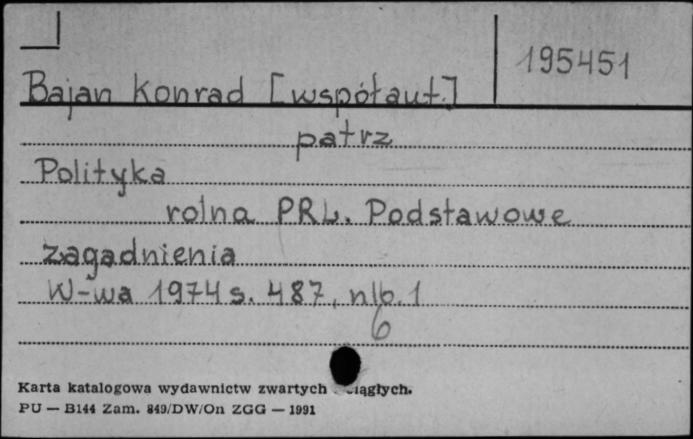 195451
Bajan Konrad [współaut.]
patrz
Polityka
rolna PRL. Podstawowe
zagadnienia
W-wa 1974 s. 487, nlb. 1
6
Karta katalogowa wydawnictw zwartych
PU — B144 Zam. 849/DW/On ZGG — 1991